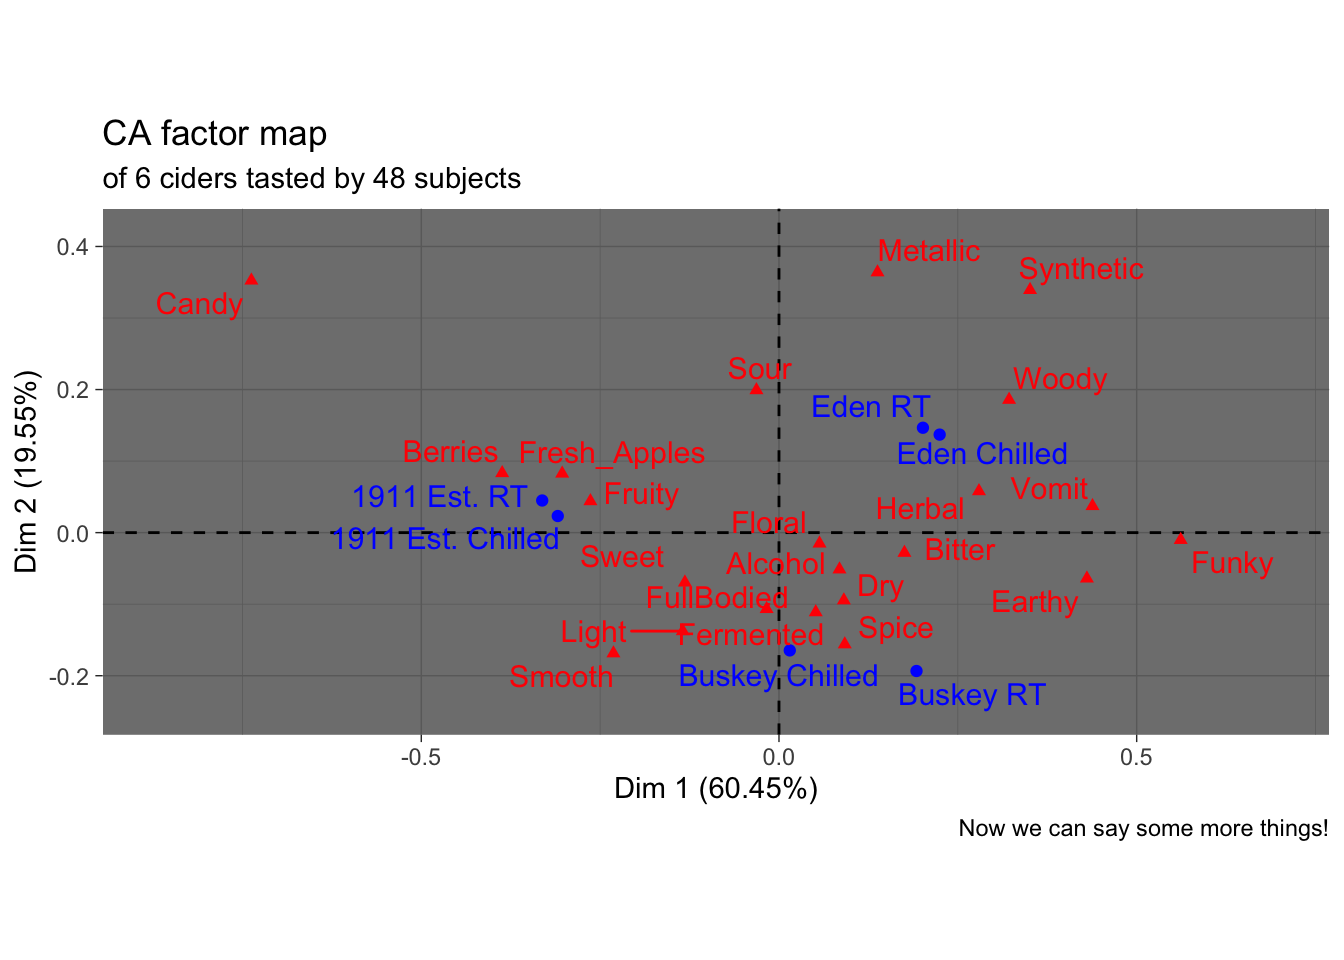 CA factor map
of 6 ciders tasted by 48 subjects
0.4
0.2
0.0
-0.2
Dim 2 (19.55%)
Metallic
Synthetic
Candy
Sour
Woody
Eden RT
Eden Chilled
Berries
Fresh_Apples
1911 Est. RT
Fruity
Vomit
Herbal
Floral
1911 Est. Chilled
Bitter
Sweet
Alcohol
Funky
Dry
FullBodied
Earthy
Light
Fermented
Spice
Smooth
Buskey Chilled
Buskey RT
-0.5
0.0
0.5
Dim 1 (60.45%)
Now we can say some more things!